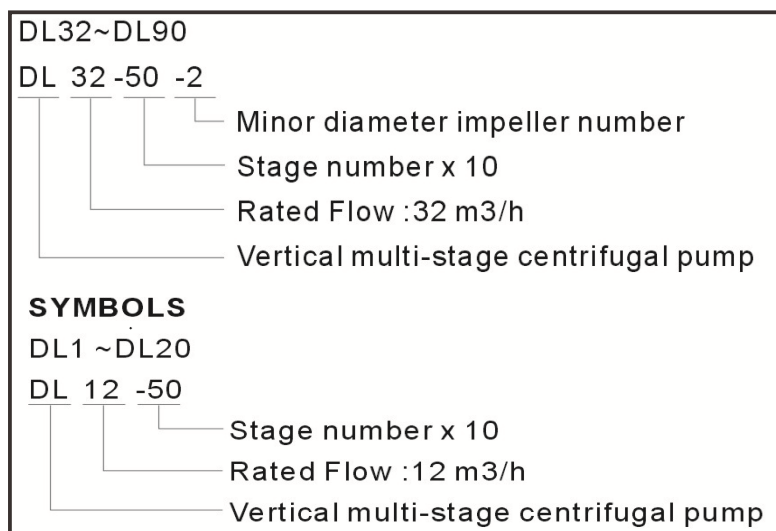 DL32~DL90
DL 32 -50 -2
Minor diameter impeller number
Stage number x 10
Rated Flow :32 m3/h
Vertical multi-stage centrifugal pump
SYMBOLS
DL1 ~DL20
DL 12 -50
Stage number x 10
Rated Flow :12 m3/h
Vertical multi-stage centrifugal pump